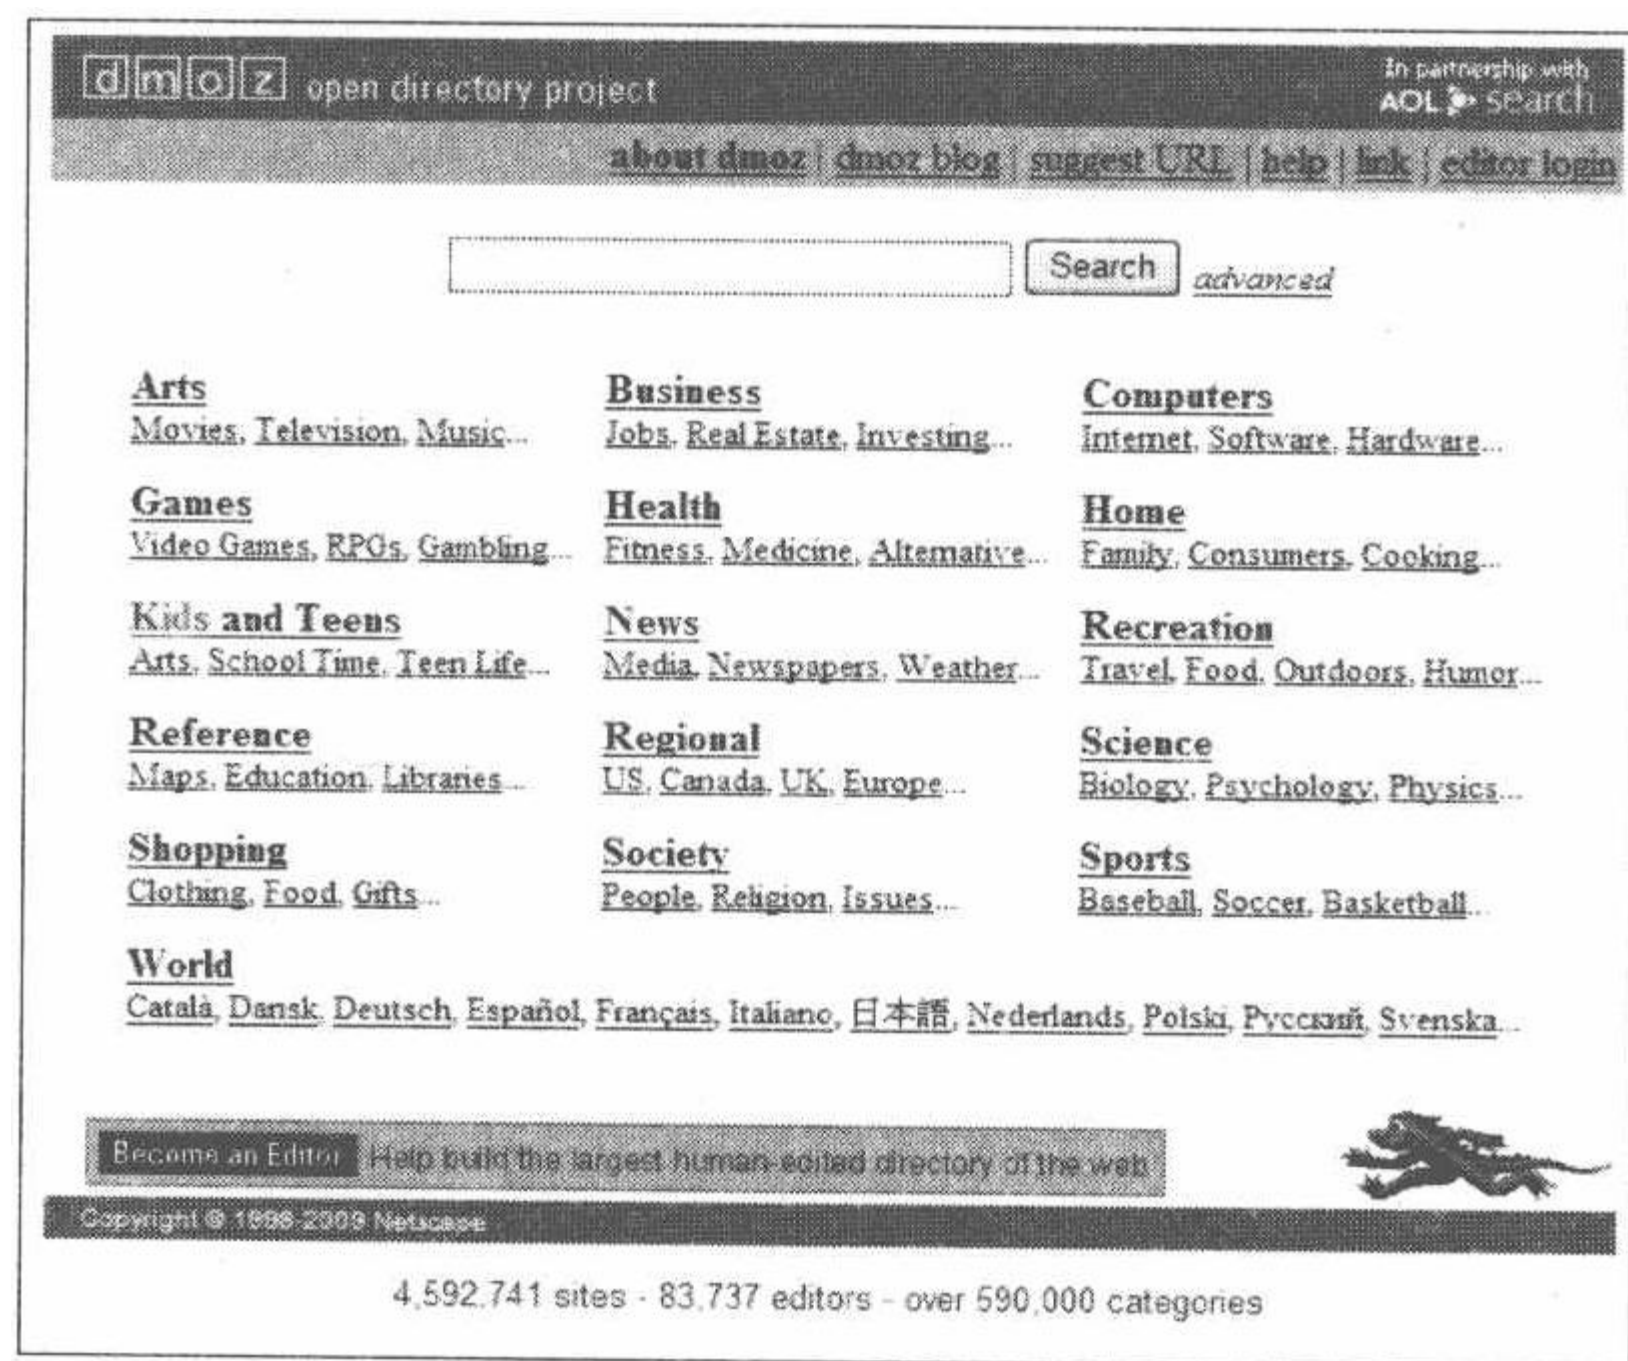 dmoz open directory project
In partnership with
AOL search
about dmoz | dmoz blog | suggest URL | help | link | editor login
Search advanced
Arts Business Computers
Movies, Television, Music... Jobs, Real Estate, Investing... Internet, Software, Hardware...
Games Health Home
Video Games, RPGs, Gambling... Fitness, Medicine, Alternative... Family, Consumers, Cooking...
Kids and Teens News Recreation
Arts, School Time, Teen Life... Media, Newspapers, Weather... Travel, Food, Outdoors, Humor...
Reference Regional Science
Maps, Education, Libraries... US, Canada, UK, Europe... Biology, Psychology, Physics...
Shopping Society Sports
Clothing, Food, Gifts... People, Religion, Issues... Baseball, Soccer, Basketball...
World
Català, Dansk, Deutsch, Español, Français, Italiano, 日本語, Nederlands, Polski, Русский, Svenska...
Become an Editor Help build the largest human-edited directory of the web
Copyright © 1998-2009 Netscape
4,592,741 sites - 83,737 editors - over 590,000 categories